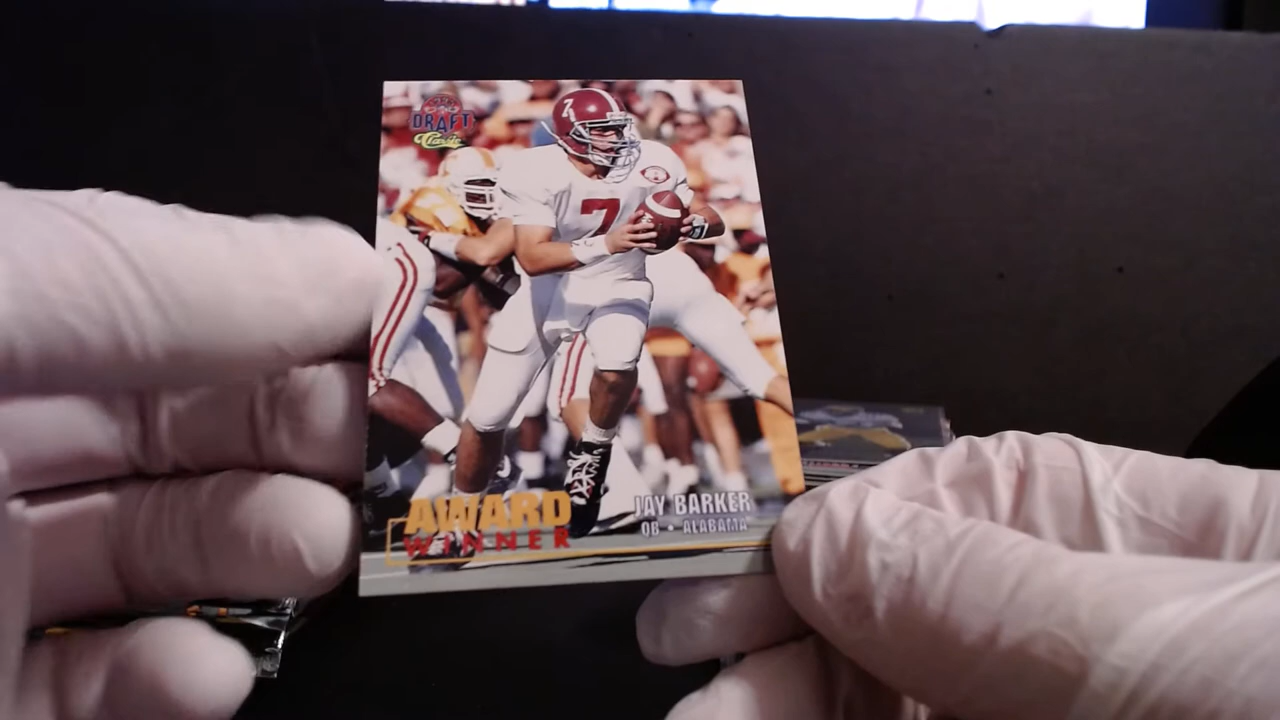 DRAFT
Classic
7
7
AWARD
WINNER
JAY BARKER
QB • ALABAMA